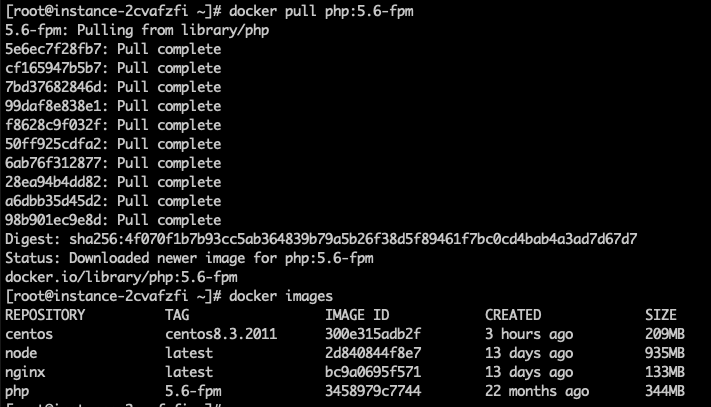 [root@instance-2cvafzfi ~]# docker pull php:5.6-fpm
5.6-fpm: Pulling from library/php
5e6ec7f28fb7: Pull complete
cf165947b5b7: Pull complete
7bd37682846d: Pull complete
99daf8e838e1: Pull complete
f8628c9f032f: Pull complete
50ff925cdfa2: Pull complete
6ab76f312877: Pull complete
28ea94b4dd82: Pull complete
a6dbb35d45d2: Pull complete
98b901ec9e8d: Pull complete
Digest: sha256:4f070f1b7b93cc5ab364839b79a5b26f38d5f89461f7bc0cd4bab4a3ad7d67d7
Status: Downloaded newer image for php:5.6-fpm
docker.io/library/php:5.6-fpm
[root@instance-2cvafzfi ~]# docker images
REPOSITORY TAG IMAGE ID CREATED SIZE
centos centos8.3.2011 300e315adb2f 3 hours ago 209MB
node latest 2d840844f8e7 13 days ago 935MB
nginx latest bc9a0695f571 13 days ago 133MB
php 5.6-fpm 3458979c7744 22 months ago 344MB
[root@instance-2cvafzfi ~]#